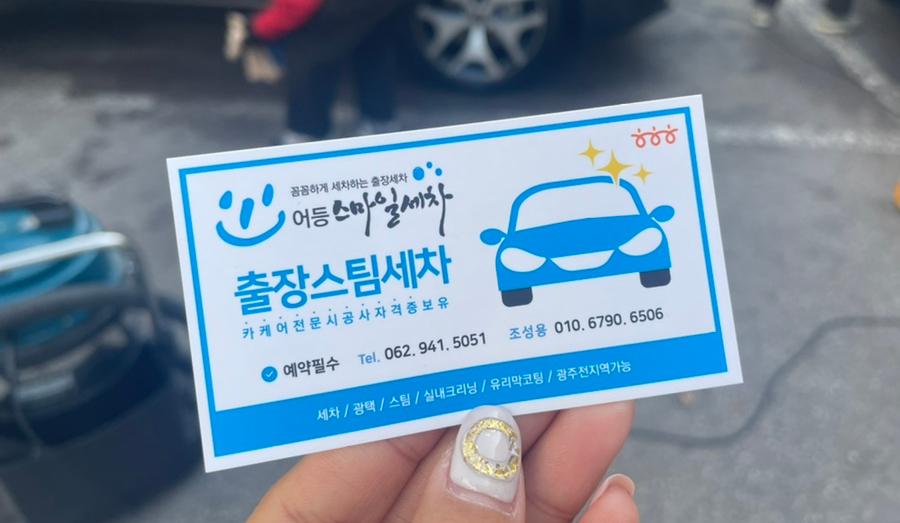 꼼꼼하게 세차하는 출장세차
어등 스마일세차
출장스팀세차
카케어전문시공사자격증보유
예약필수 Tel. 062. 941. 5051 조성용 010. 6790. 6506
세차 / 광택 / 스팀 / 실내크리닝 / 유리막코팅 / 광주전지역가능